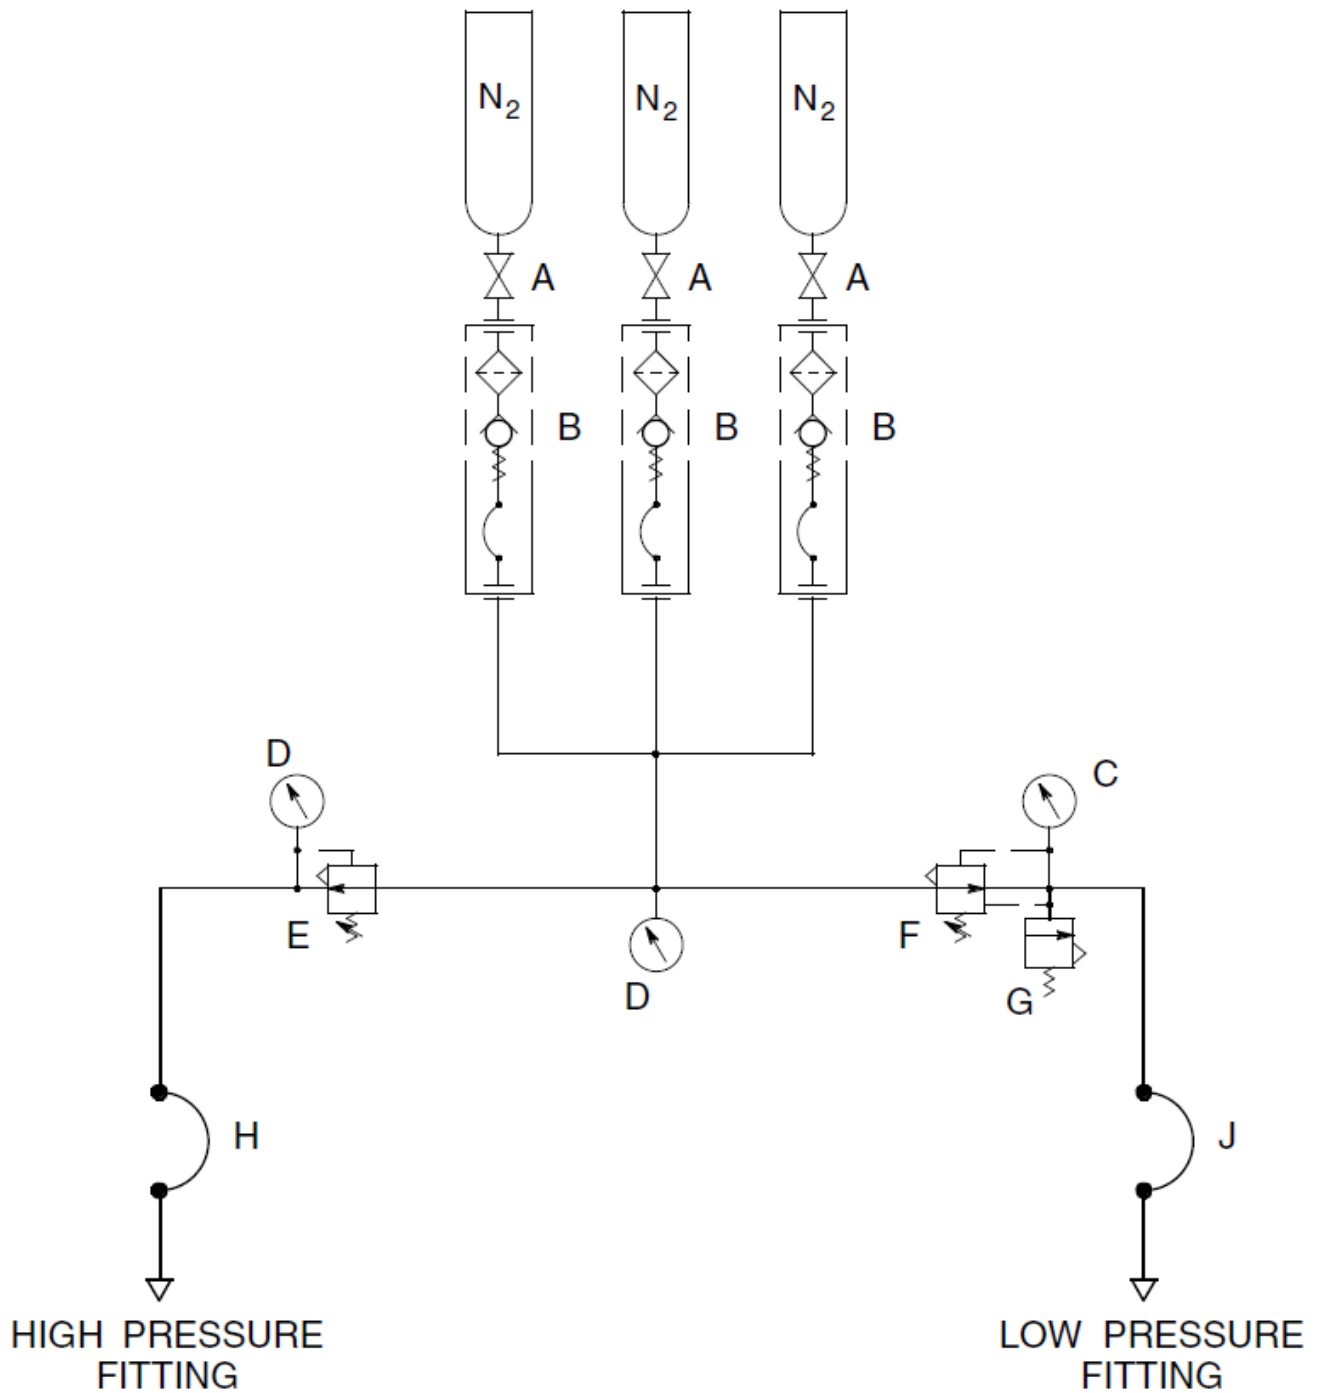 N2 N2 N2
A A A
B B B
D C
E F
D G
H J
HIGH PRESSURE FITTING
LOW PRESSURE FITTING